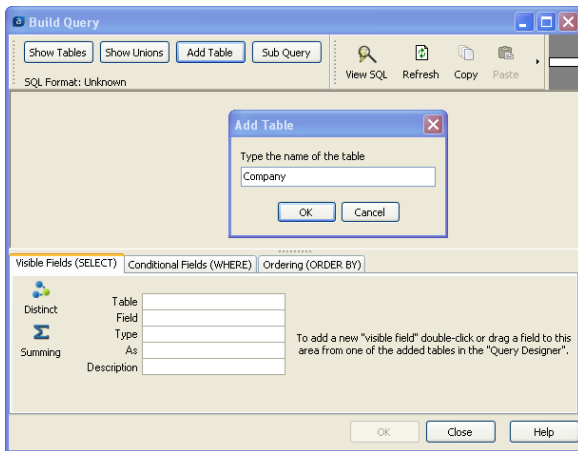 Build Query
Show Tables Show Unions Add Table Sub Query
View SQL Refresh Copy Paste
SQL Format: Unknown
Add Table
Type the name of the table
Company
OK Cancel
Visible Fields (SELECT) Conditional Fields (WHERE) Ordering (ORDER BY)
Distinct
Summing
Table
Field
Type
As
Description
To add a new "visible field" double-click or drag a field to this
area from one of the added tables in the "Query Designer".
OK Close Help